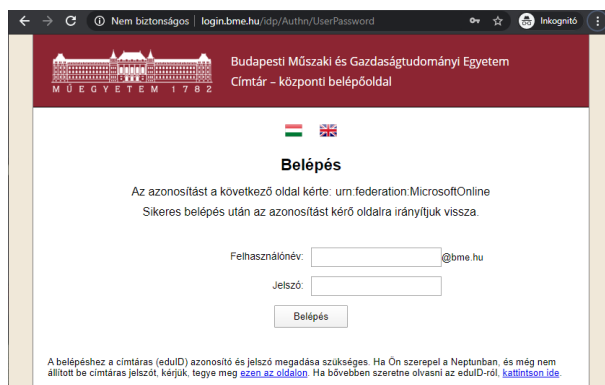 Nem biztonságos | login.bme.hu/idp/Authn/UserPassword Inkognitó
Budapesti Műszaki és Gazdaságtudományi Egyetem
Címtár – központi belépőoldal
MŰEGYETEM 1782
Belépés
Az azonosítást a következő oldal kérte: urn:federation:MicrosoftOnline
Sikeres belépés után az azonosítást kérő oldalra irányítjuk vissza.
Felhasználónév: @bme.hu
Jelszó:
Belépés
A belépéshez a címtáras (eduID) azonosító és jelszó megadása szükséges. Ha Ön szerepel a Neptunban, és még nem
állított be címtáras jelszót, kérjük, tegye meg ezen az oldalon. Ha bővebben szeretne olvasni az eduID-ról, kattintson ide.